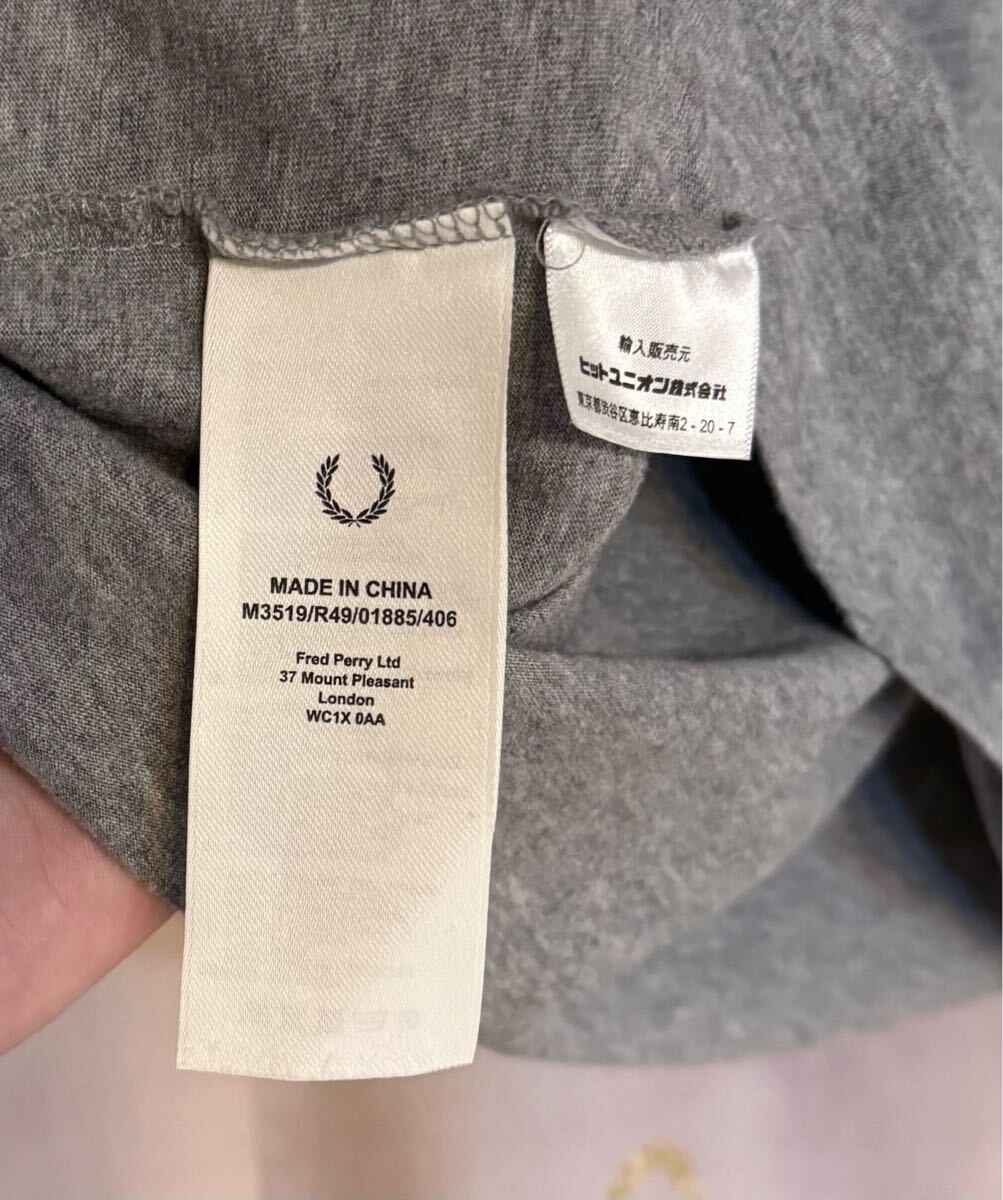 MADE IN CHINA
M3519/R49/01885/406
Fred Perry Ltd
37 Mount Pleasant
London
WC1X 0AA
輸入販売元
ヒットユニオン株式会社
東京都渋谷区恵比寿南2-20-7